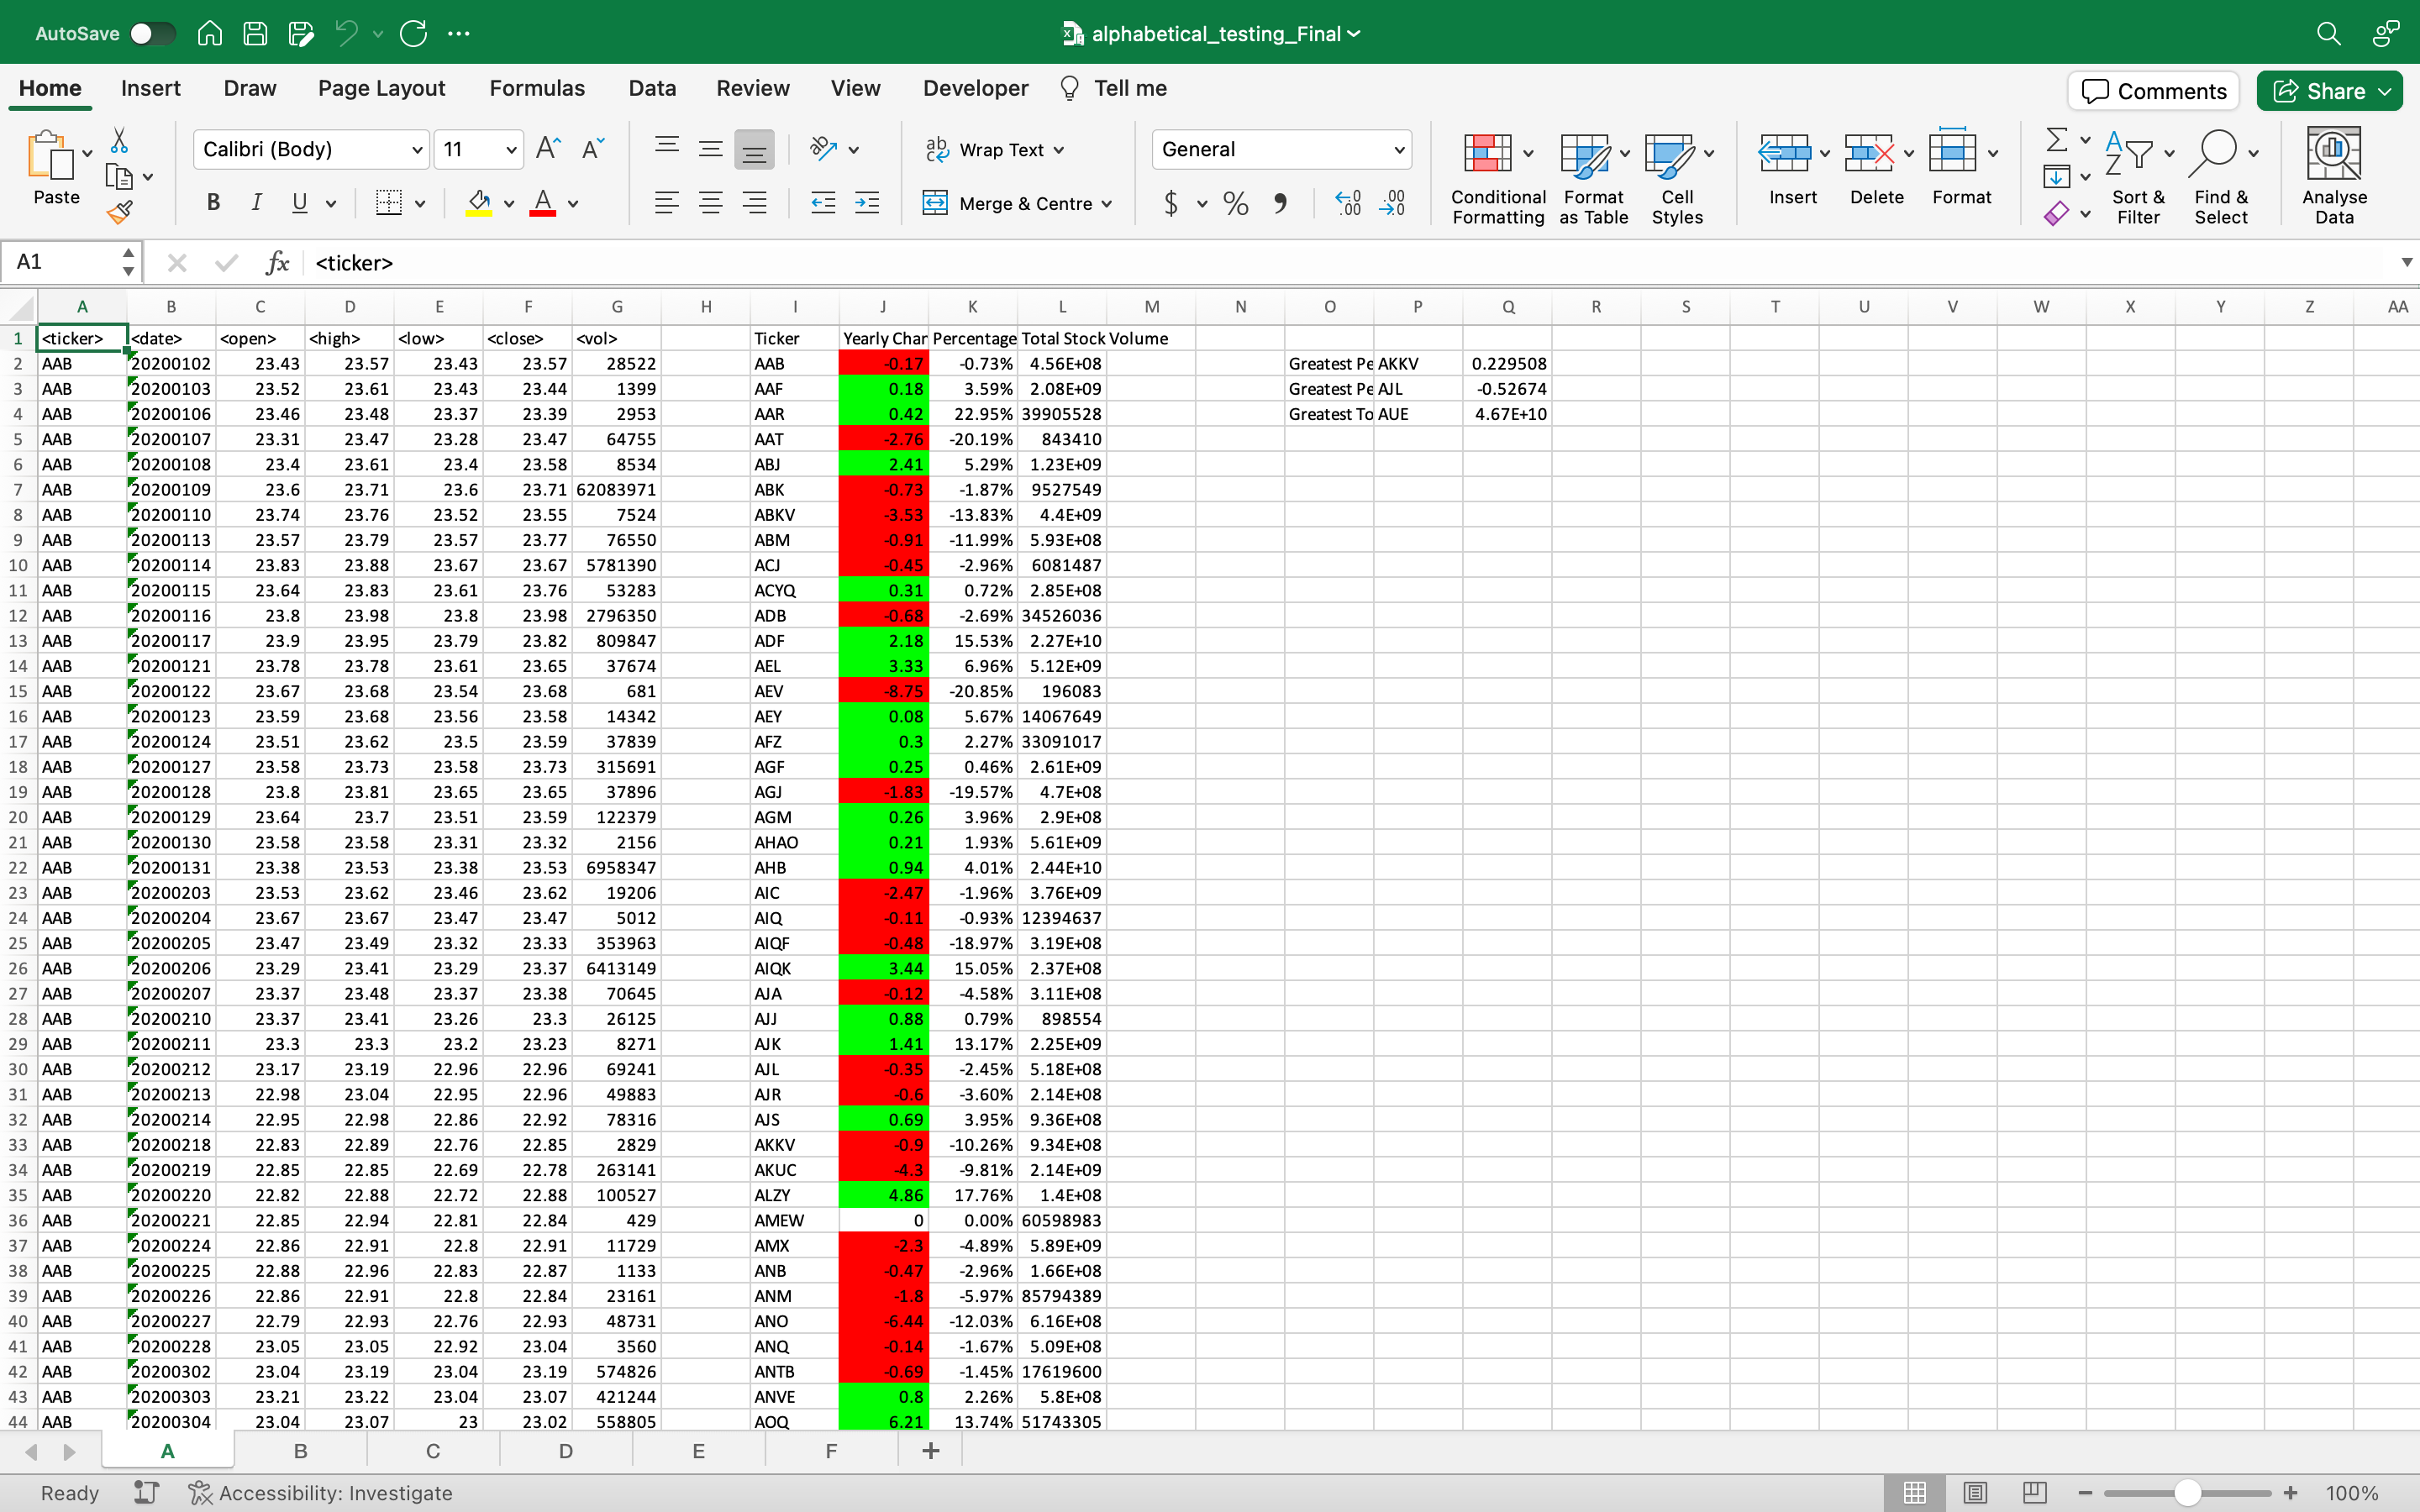 AutoSave
alphabetical_testing_Final
Home Insert Draw Page Layout Formulas Data Review View Developer Tell me Comments Share
Paste Calibri (Body) 11 Wrap Text General
B I U Merge & Centre $ % Conditional Formatting Format as Table Cell Styles Insert Delete Format Sort & Filter Find & Select Analyse Data
A1 fx <ticker>
A B C D E F G H I J K L M N O P Q R S T U V W X Y Z AA
1 <ticker> <date> <open> <high> <low> <close> <vol> Ticker Yearly Char Percentage Total Stock Volume
2 AAB 20200102 23.43 23.57 23.43 23.57 28522 AAB -0.17 -0.73% 4.56E+08 Greatest Pe AKKV 0.229508
3 AAB 20200103 23.52 23.61 23.43 23.44 1399 AAF 0.18 3.59% 2.08E+09 Greatest Pe AJL -0.52674
4 AAB 20200106 23.46 23.48 23.37 23.39 2953 AAR 0.42 22.95% 39905528 Greatest To AUE 4.67E+10
5 AAB 20200107 23.31 23.47 23.28 23.47 64755 AAT -2.76 -20.19% 843410
6 AAB 20200108 23.4 23.61 23.4 23.58 8534 ABJ 2.41 5.29% 1.23E+09
7 AAB 20200109 23.6 23.71 23.6 23.71 62083971 ABK -0.73 -1.87% 9527549
8 AAB 20200110 23.74 23.76 23.52 23.55 7524 ABKV -3.53 -13.83% 4.4E+09
9 AAB 20200113 23.57 23.79 23.57 23.77 76550 ABM -0.91 -11.99% 5.93E+08
10 AAB 20200114 23.83 23.88 23.67 23.67 5781390 ACJ -0.45 -2.96% 6081487
11 AAB 20200115 23.64 23.83 23.61 23.76 53283 ACYQ 0.31 0.72% 2.85E+08
12 AAB 20200116 23.8 23.98 23.8 23.98 2796350 ADB -0.68 -2.69% 34526036
13 AAB 20200117 23.9 23.95 23.79 23.82 809847 ADF 2.18 15.53% 2.27E+10
14 AAB 20200121 23.78 23.78 23.61 23.65 37674 AEL 3.33 6.96% 5.12E+09
15 AAB 20200122 23.67 23.68 23.54 23.68 681 AEV -8.75 -20.85% 196083
16 AAB 20200123 23.59 23.68 23.56 23.58 14342 AEY 0.08 5.67% 14067649
17 AAB 20200124 23.51 23.62 23.5 23.59 37839 AFZ 0.3 2.27% 33091017
18 AAB 20200127 23.58 23.73 23.58 23.73 315691 AGF 0.25 0.46% 2.61E+09
19 AAB 20200128 23.8 23.81 23.65 23.65 37896 AGJ -1.83 -19.57% 4.7E+08
20 AAB 20200129 23.64 23.7 23.51 23.59 122379 AGM 0.26 3.96% 2.9E+08
21 AAB 20200130 23.58 23.58 23.31 23.32 2156 AHAO 0.21 1.93% 5.61E+09
22 AAB 20200131 23.38 23.53 23.38 23.53 6958347 AHB 0.94 4.01% 2.44E+10
23 AAB 20200203 23.53 23.62 23.46 23.62 19206 AIC -2.47 -1.96% 3.76E+09
24 AAB 20200204 23.67 23.67 23.47 23.47 5012 AIQ -0.11 -0.93% 12394637
25 AAB 20200205 23.47 23.49 23.32 23.33 353963 AIQF -0.48 -18.97% 3.19E+08
26 AAB 20200206 23.29 23.41 23.29 23.37 6413149 AIQK 3.44 15.05% 2.37E+08
27 AAB 20200207 23.37 23.48 23.37 23.38 70645 AJA -0.12 -4.58% 3.11E+08
28 AAB 20200210 23.37 23.41 23.26 23.3 26125 AJJ 0.88 0.79% 898554
29 AAB 20200211 23.3 23.3 23.2 23.23 8271 AJK 1.41 13.17% 2.25E+09
30 AAB 20200212 23.17 23.19 22.96 22.96 69241 AJL -0.35 -2.45% 5.18E+08
31 AAB 20200213 22.98 23.04 22.95 22.96 49883 AJR -0.6 -3.60% 2.14E+08
32 AAB 20200214 22.95 22.98 22.86 22.92 78316 AJS 0.69 3.95% 9.36E+08
33 AAB 20200218 22.83 22.89 22.76 22.85 2829 AKKV -0.9 -10.26% 9.34E+08
34 AAB 20200219 22.85 22.85 22.69 22.78 263141 AKUC -4.3 -9.81% 2.14E+09
35 AAB 20200220 22.82 22.88 22.72 22.88 100527 ALZY 4.86 17.76% 1.4E+08
36 AAB 20200221 22.85 22.94 22.81 22.84 429 AMEW 0 0.00% 60598983
37 AAB 20200224 22.86 22.91 22.8 22.91 11729 AMX -2.3 -4.89% 5.89E+09
38 AAB 20200225 22.88 22.96 22.83 22.87 1133 ANB -0.47 -2.96% 1.66E+08
39 AAB 20200226 22.86 22.91 22.8 22.84 23161 ANM -1.8 -5.97% 85794389
40 AAB 20200227 22.79 22.93 22.76 22.93 48731 ANO -6.44 -12.03% 6.16E+08
41 AAB 20200228 23.05 23.05 22.92 23.04 3560 ANQ -0.14 -1.67% 5.09E+08
42 AAB 20200302 23.04 23.19 23.04 23.19 574826 ANTB -0.69 -1.45% 17619600
43 AAB 20200303 23.21 23.22 23.04 23.07 421244 ANVE 0.8 2.26% 5.8E+08
44 AAB 20200304 23.04 23.07 23 23.02 558805 AOQ 6.21 13.74% 51743305
A B C D E F +
Ready Accessibility: Investigate 100%